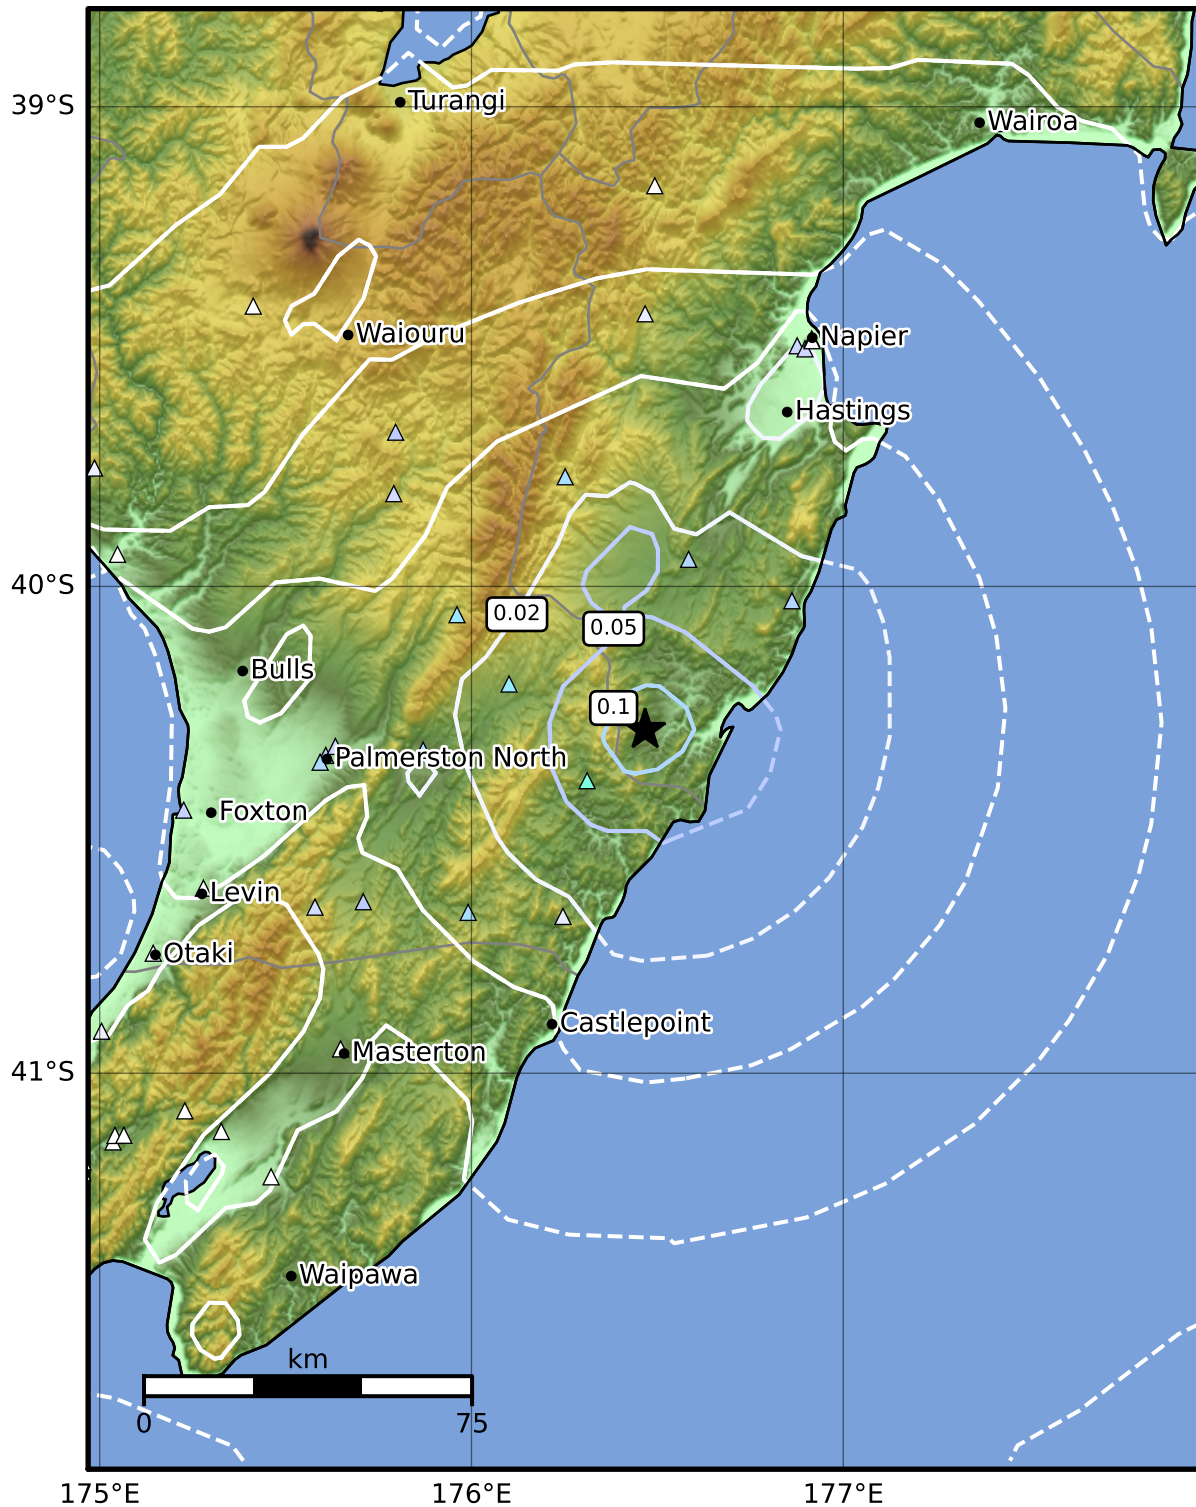 39°S
Turangi
Wairoa
Waiouru
Napier
Hastings
40°S
0.02
0.05
Bulls
0.1
Palmerston North
Foxton
Levin
Otaki
Castlepoint
Masterton
41°S
Waipawa
km
0 75
175°E 176°E 177°E